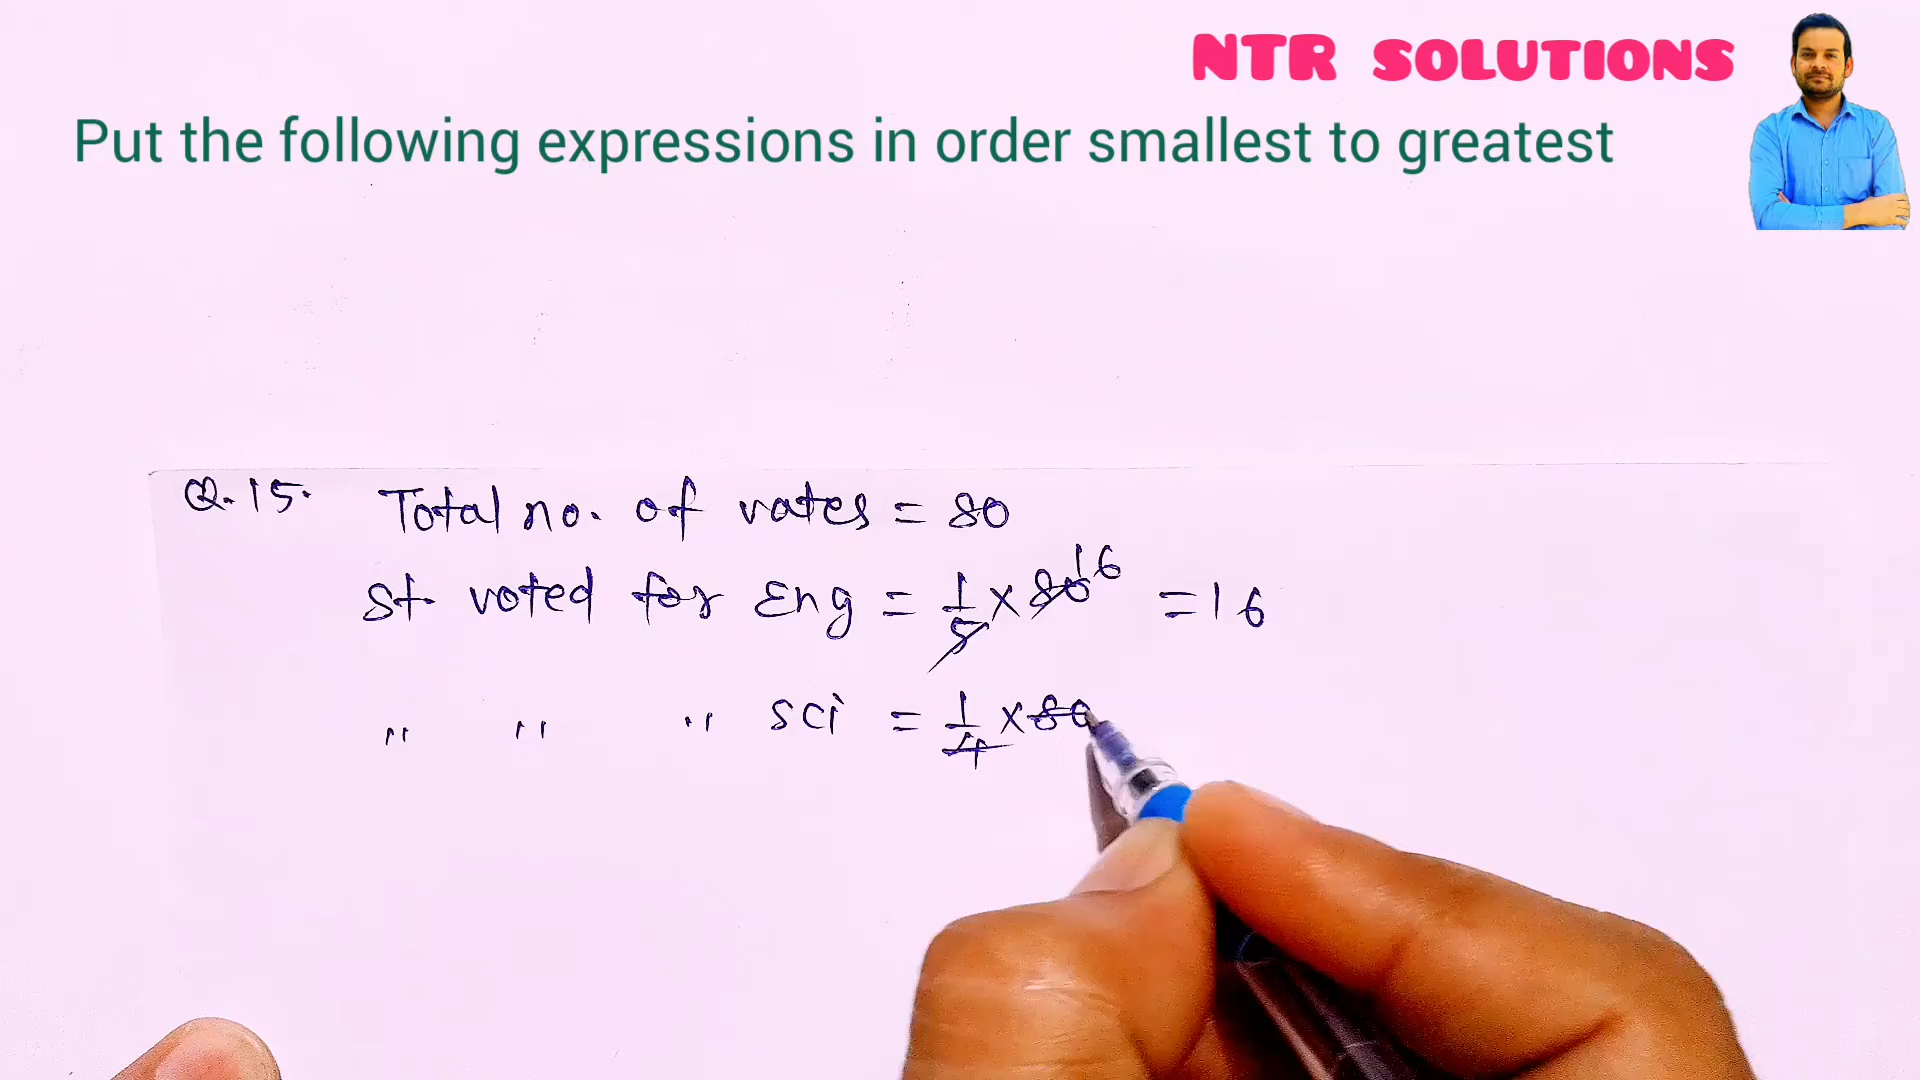 NTR SOLUTIONS
Put the following expressions in order smallest to greatest
Q.15. Total no. of votes = 80
St. voted for Eng = 1/5 × 80 16 = 16
" " " sci = 1/4 × 80